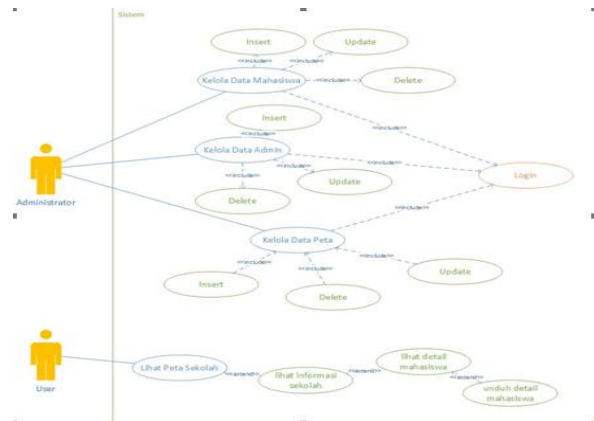 Sistem
Insert
Update
<<include>>
<<include>>
Kelola Data Mahasiswa
<<include>>
Delete
Insert
<<include>>
<<include>>
Kelola Data Admin
<<include>>
<<include>>
<<include>>
Login
Update
Delete
Administrator
<<include>>
Kelola Data Peta
<<include>>
<<include>>
<<include>>
Update
Insert
Delete
User
Lihat Peta Sekolah
<<extend>>
lihat informasi
sekolah
<<extend>>
lihat detail
mahasiswa
<<extend>>
unduh detail
mahasiswa